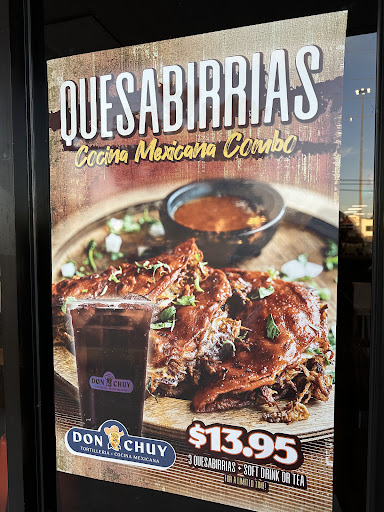 QUESABIRRIAS
Cocina Mexicana Combo
DON CHUY
DON CHUY
TORTILLERIA • COCINA MEXICANA
$13.95
3 QUESABIRRIAS • SOFT DRINK OR TEA
(FOR A LIMITED TIME)